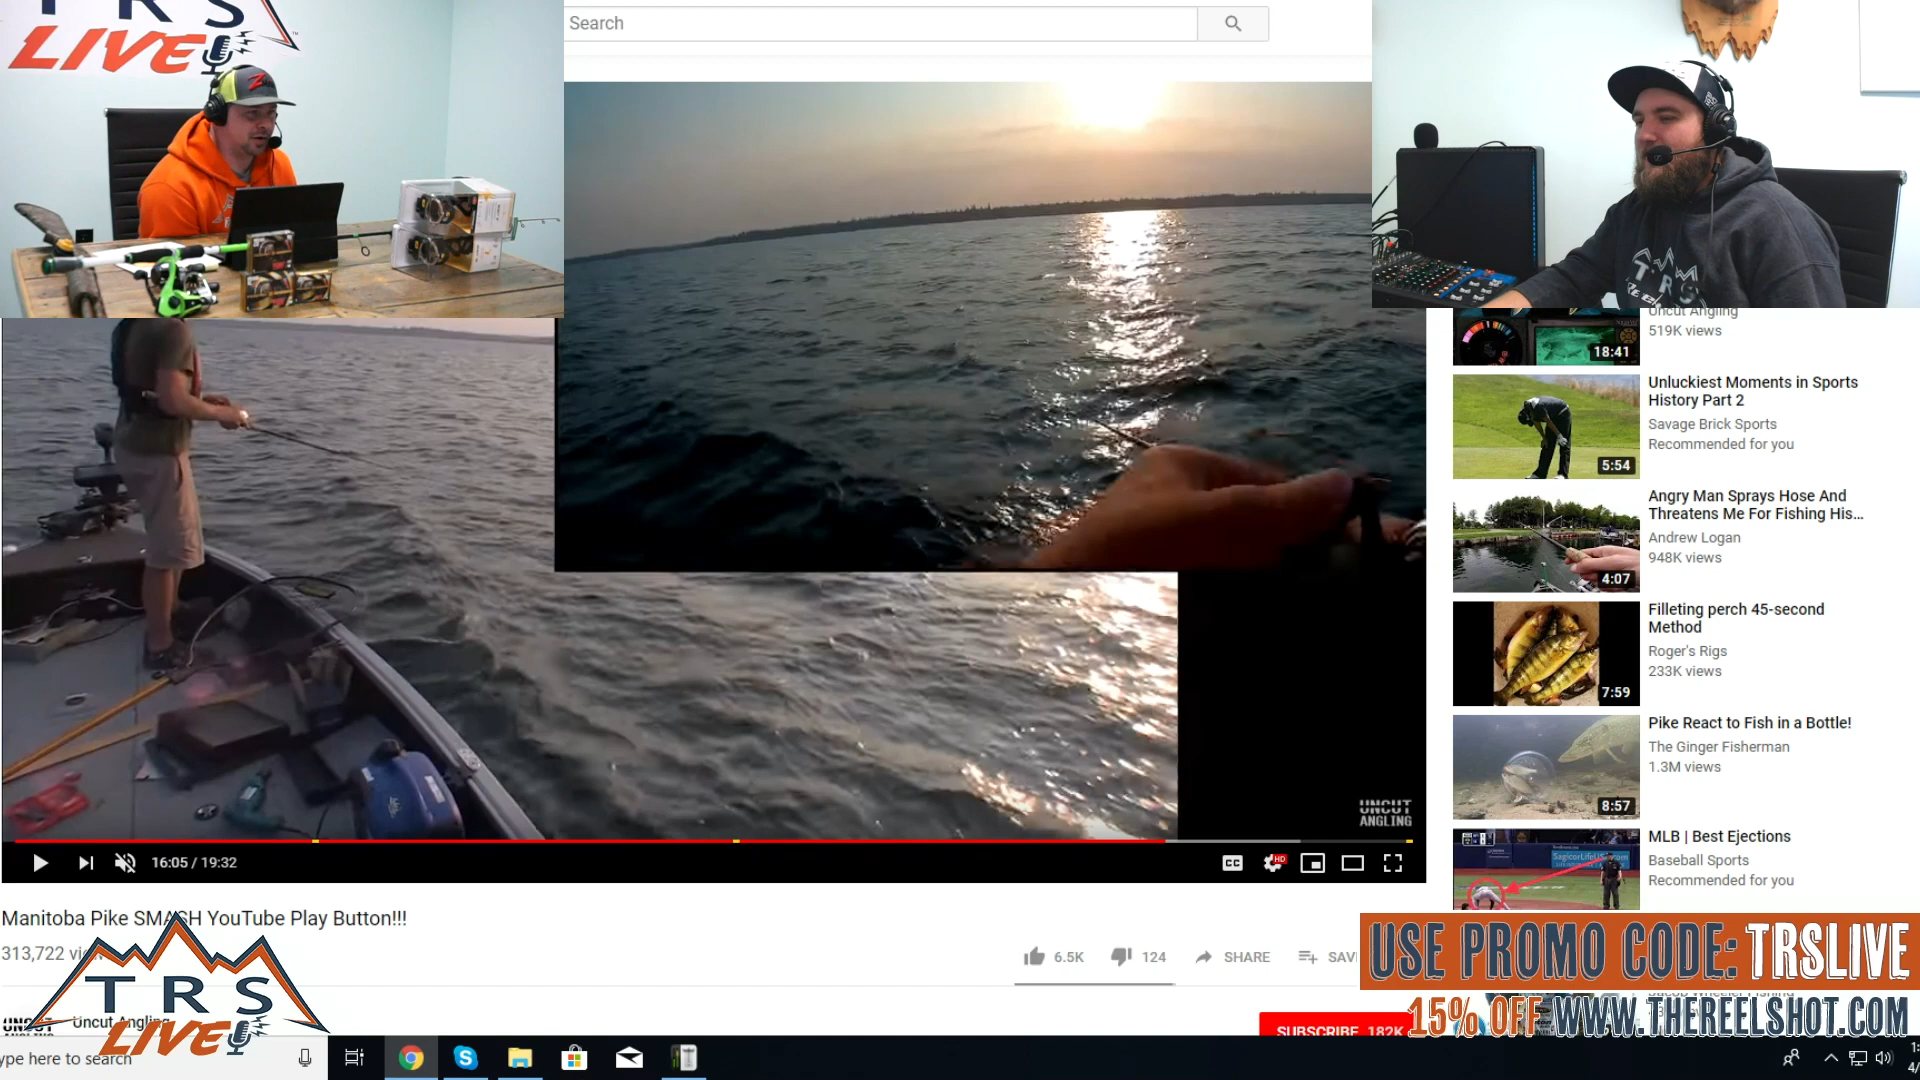 TRS
LIVE
Search
TRS
Uncut Angling
519K views
18:41
Unluckiest Moments in Sports
History Part 2
Savage Brick Sports
Recommended for you
5:54
Angry Man Sprays Hose And
Threatens Me For Fishing His...
Andrew Logan
948K views
4:07
Filleting perch 45-second
Method
Roger's Rigs
233K views
7:59
Pike React to Fish in a Bottle!
The Ginger Fisherman
1.3M views
8:57
MLB | Best Ejections
Baseball Sports
Recommended for you
UNCUT
ANGLING
16:05 / 19:32
CC
HD
Manitoba Pike SMASH YouTube Play Button!!!
313,722
6.5K
124
SHARE
SAV
USE PROMO CODE: TRSLIVE
15% OFF WWW.THEREELSHOT.COM
TRS
LIVE
Uncut Angling
SUBSCRIBE 182K
ype here to search